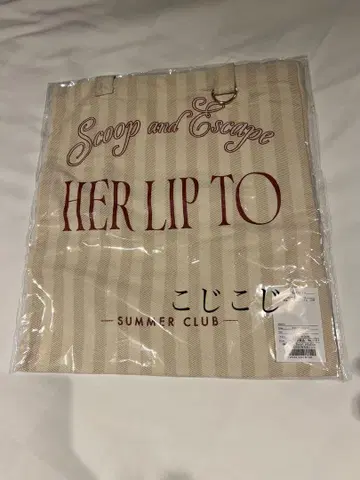 Scoop and Escape
HER LIP TO
こじこじ
SUMMER CLUB